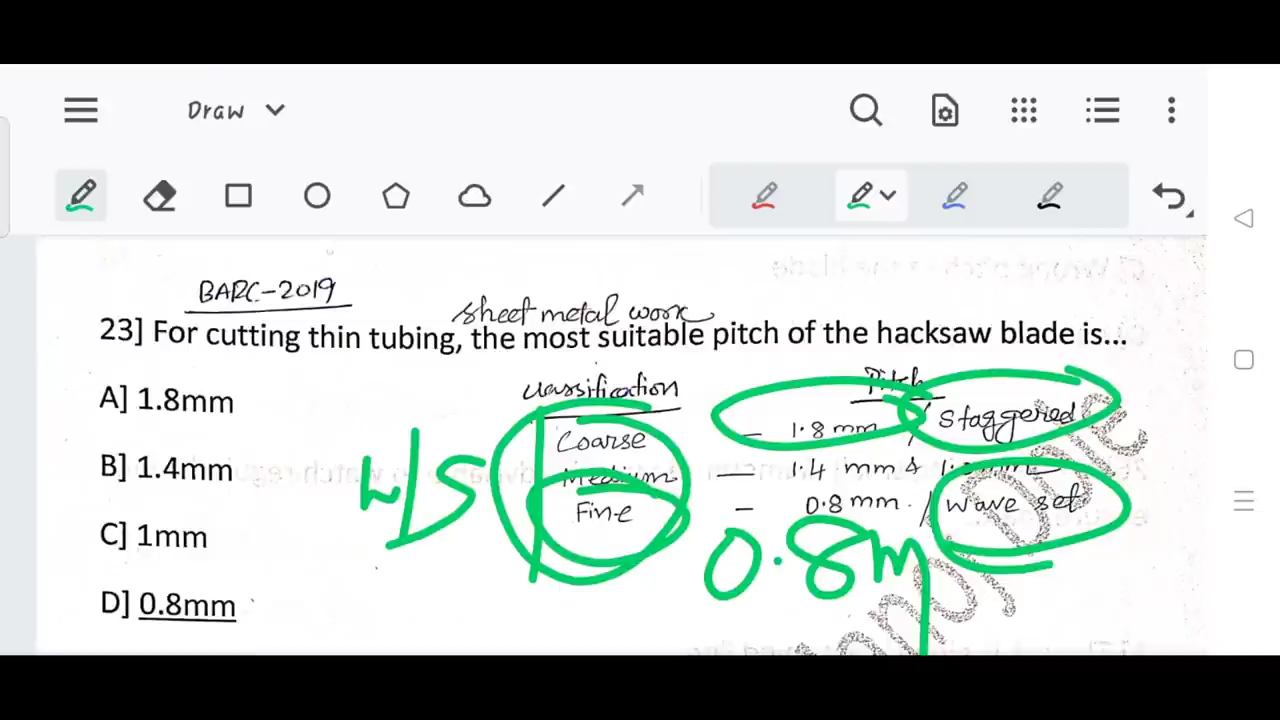 Draw
BARC-2019
sheet metal work
23] For cutting thin tubing, the most suitable pitch of the hacksaw blade is...
Classification Pitch
A] 1.8mm
Coarse — 1.8 mm / Staggered
B] 1.4mm
Medium — 1.4 mm &
H/S
Fine – 0.8 mm / wave set
C] 1mm
0.8m
D] 0.8mm